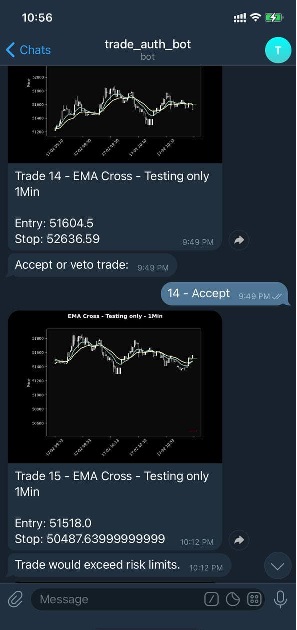 10:56
Chats
trade_auth_bot
bot
T
Trade 14 - EMA Cross - Testing only
1Min
Entry: 51604.5
Stop: 52636.59
9:49 PM
Accept or veto trade: 9:49 PM
14 - Accept 9:49 PM
EMA Cross - Testing only - 1Min
Trade 15 - EMA Cross - Testing only
1Min
Entry: 51518.0
Stop: 50487.63999999999
10:12 PM
Trade would exceed risk limits. 10:12 PM
Message